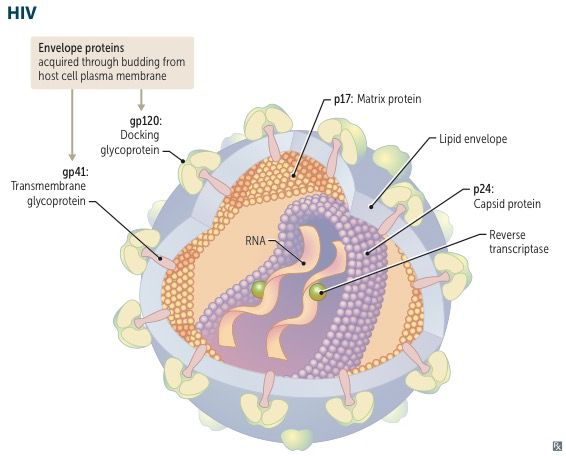 HIV
Envelope proteins
acquired through budding from
host cell plasma membrane
gp120:
Docking
glycoprotein
gp41:
Transmembrane
glycoprotein
p17: Matrix protein
Lipid envelope
p24:
Capsid protein
Reverse
transcriptase
RNA
Rx